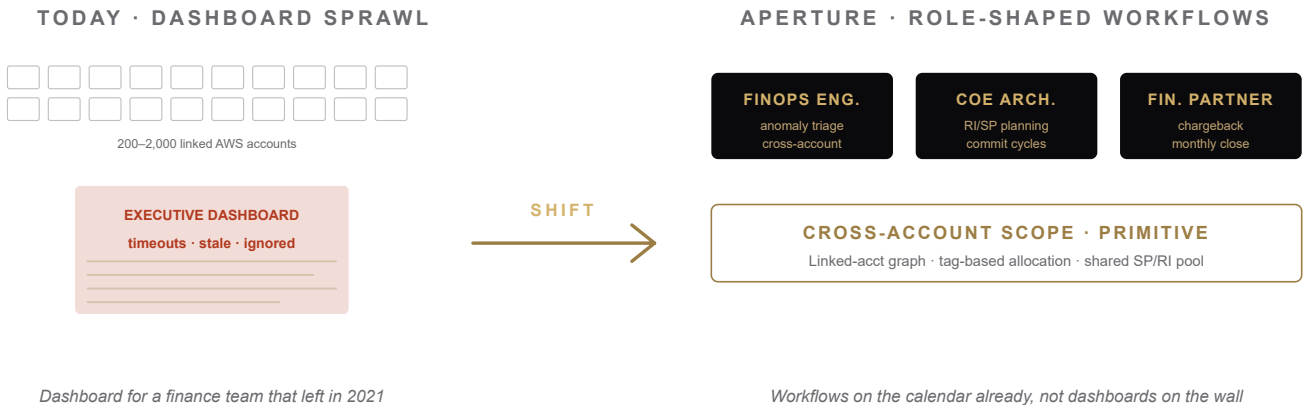 TODAY · DASHBOARD SPRAWL
200–2,000 linked AWS accounts
EXECUTIVE DASHBOARD
timeouts · stale · ignored
Dashboard for a finance team that left in 2021
SHIFT
APERTURE · ROLE-SHAPED WORKFLOWS
FINOPS ENG.
anomaly triage
cross-account
COE ARCH.
RI/SP planning
commit cycles
FIN. PARTNER
chargeback
monthly close
CROSS-ACCOUNT SCOPE · PRIMITIVE
Linked-acct graph · tag-based allocation · shared SP/RI pool
Workflows on the calendar already, not dashboards on the wall